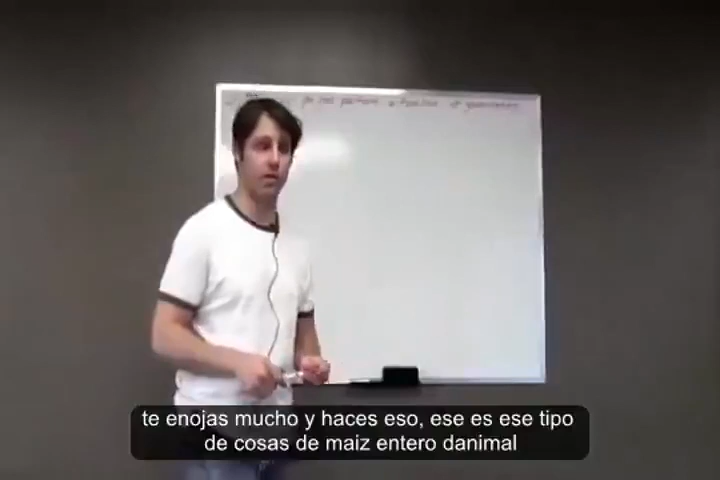 te enojas mucho y haces eso, ese es ese tipo
de cosas de maiz entero danimal